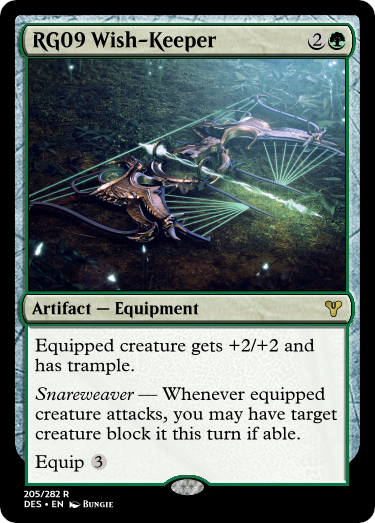 RG09 Wish-Keeper 2
Artifact — Equipment
Equipped creature gets +2/+2 and
has trample.
Snareweaver — Whenever equipped
creature attacks, you may have target
creature block it this turn if able.
Equip 3
205/282 R
DES • EN Bungie